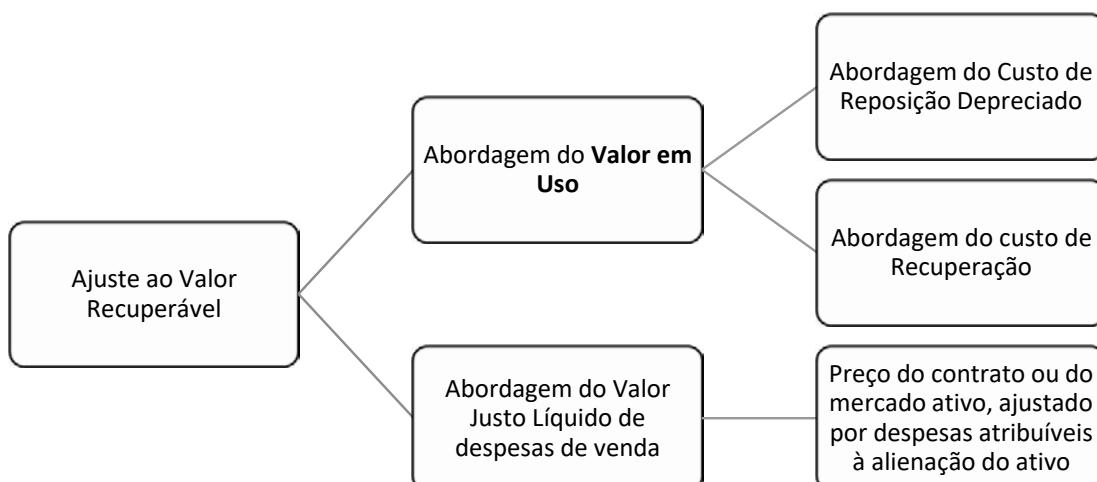 Ajuste ao Valor
Recuperável
Abordagem do Valor em
Uso
Abordagem do Custo de
Reposição Depreciado
Abordagem do custo de
Recuperação
Abordagem do Valor
Justo Líquido de
despesas de venda
Preço do contrato ou do
mercado ativo, ajustado
por despesas atribuíveis
à alienação do ativo